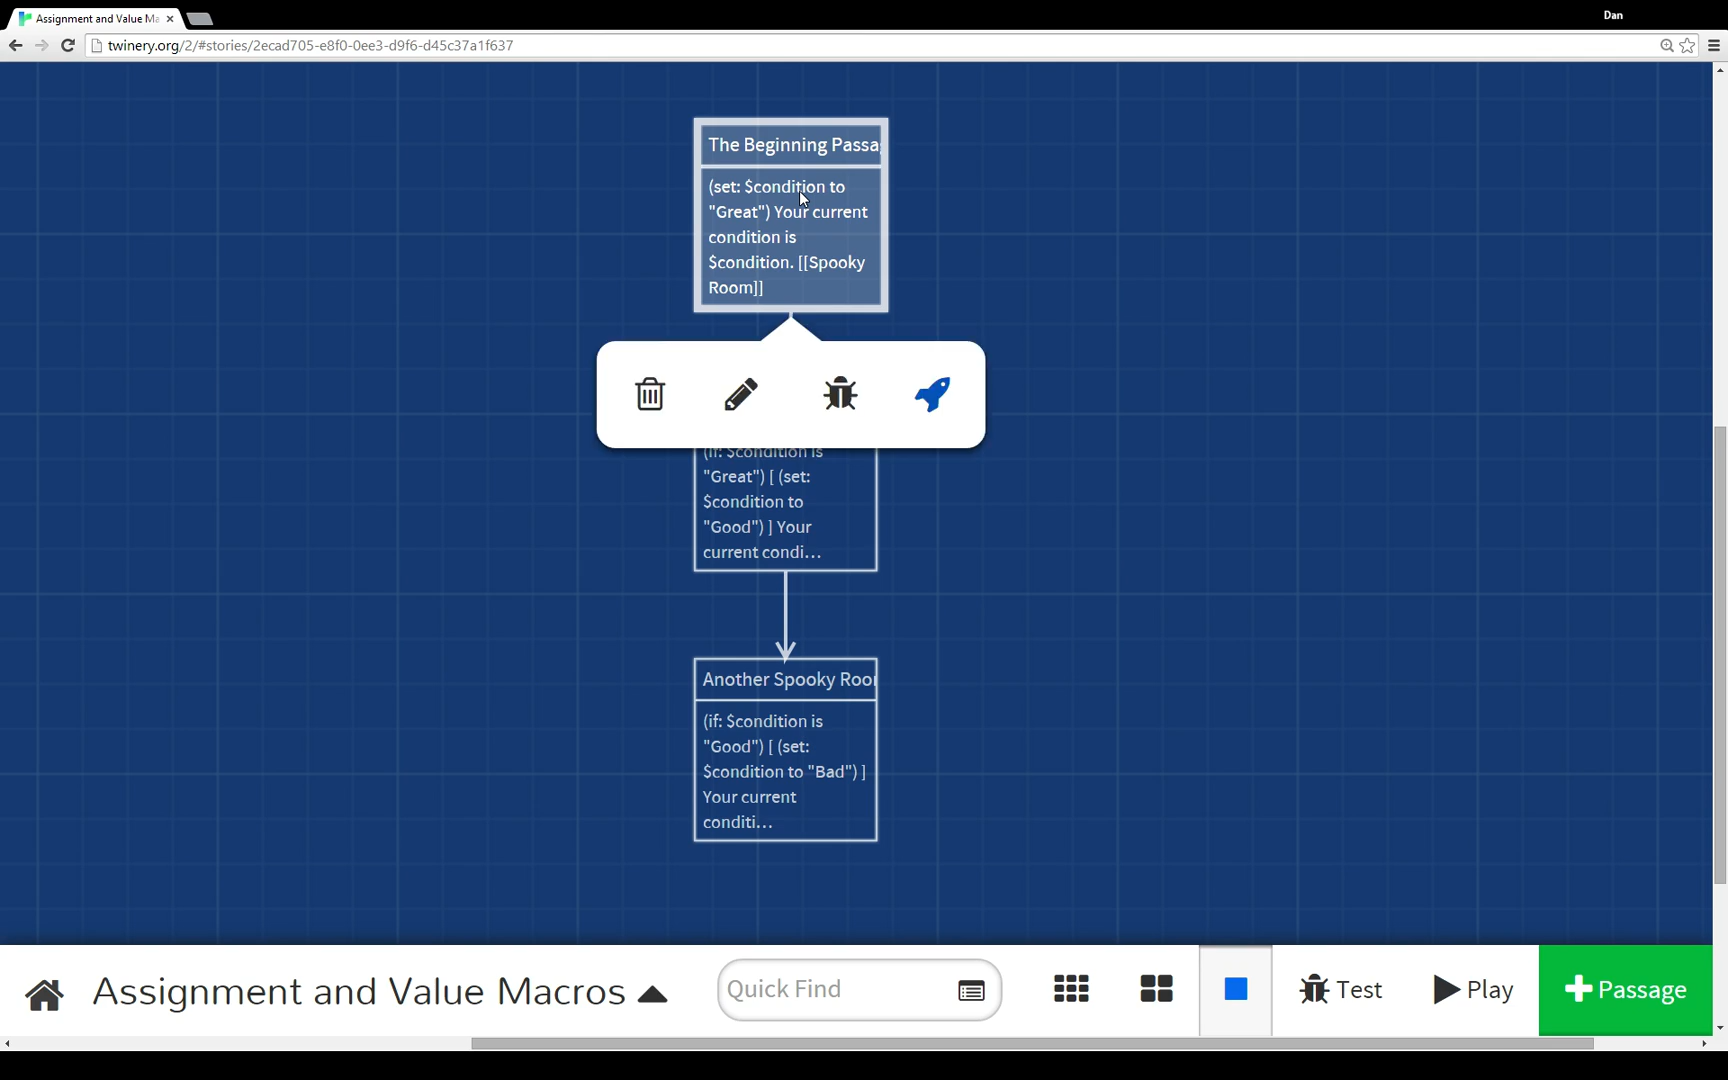 Assignment and Value Ma
Dan
twinery.org/2/#stories/2ecad705-e8f0-0ee3-d9f6-d45c37a1f637
The Beginning Passa
(set: $condition to
"Great") Your current
condition is
$condition. [[Spooky
Room]]
(if: $condition is
"Great") [ (set:
$condition to
"Good") ] Your
current condi...
Another Spooky Roo
(if: $condition is
"Good") [ (set:
$condition to "Bad") ]
Your current
conditi...
Assignment and Value Macros
Quick Find
Test
Play
Passage